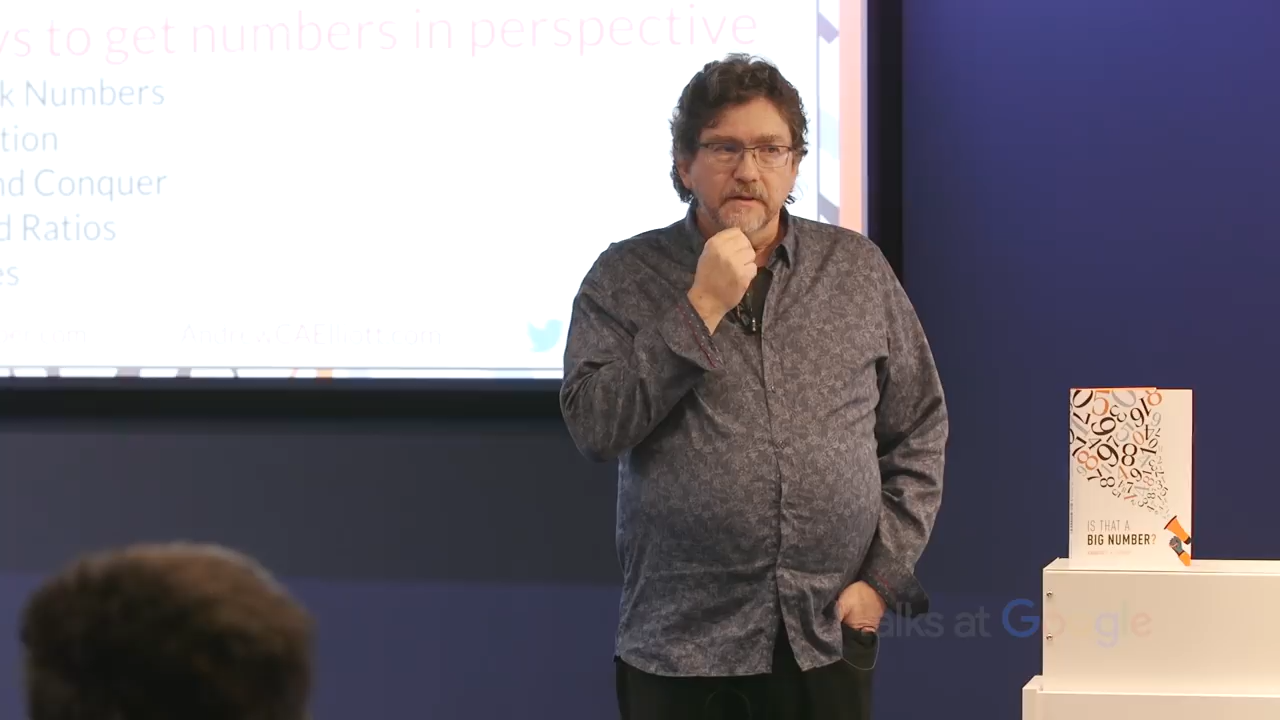 ys to get numbers in perspective
k Numbers
tion
nd Conquer
d Ratios
es
AndrewCAElliott.com
IS THAT A
BIG NUMBER?
alks at Google